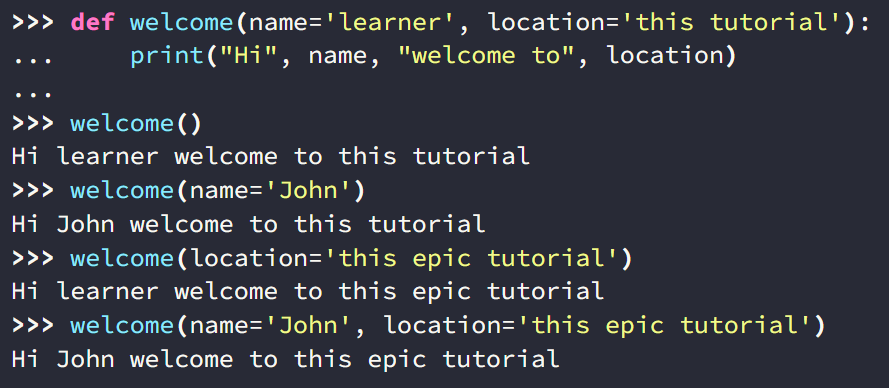 >>> def welcome(name='learner', location='this tutorial'):
...     print("Hi", name, "welcome to", location)
...
>>> welcome()
Hi learner welcome to this tutorial
>>> welcome(name='John')
Hi John welcome to this tutorial
>>> welcome(location='this epic tutorial')
Hi learner welcome to this epic tutorial
>>> welcome(name='John', location='this epic tutorial')
Hi John welcome to this epic tutorial